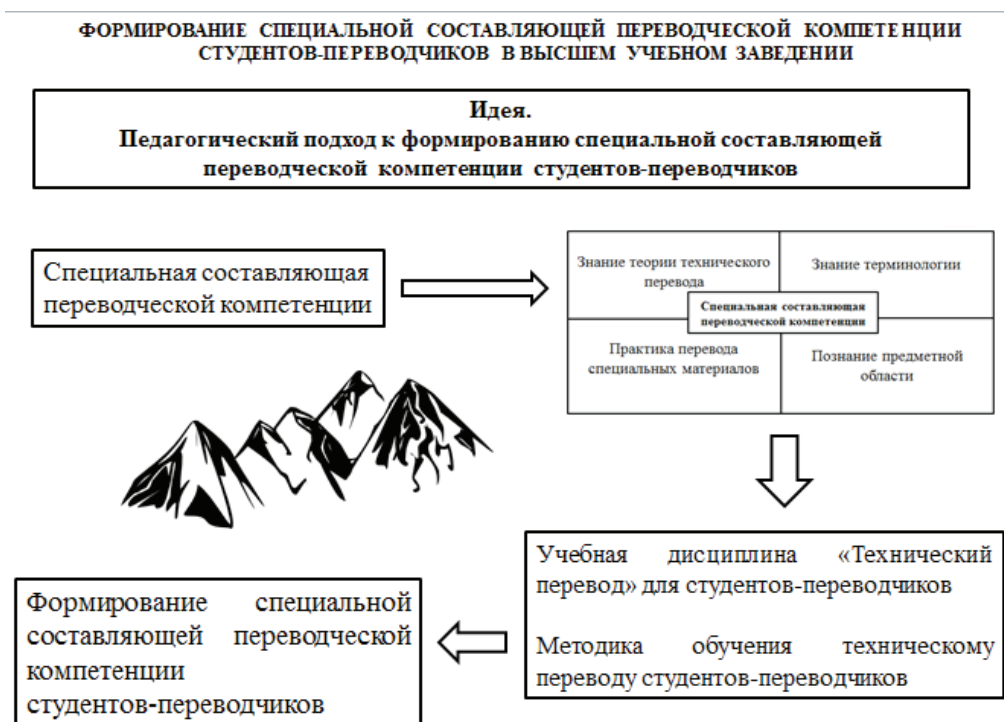 ФОРМИРОВАНИЕ СПЕЦИАЛЬНОЙ СОСТАВЛЯЮЩЕЙ ПЕРЕВОДЧЕСКОЙ КОМПЕТЕНЦИИ
СТУДЕНТОВ-ПЕРЕВОДЧИКОВ В ВЫСШЕМ УЧЕБНОМ ЗАВЕДЕНИИ
Идея.
Педагогический подход к формированию специальной составляющей
переводческой компетенции студентов-переводчиков
Специальная составляющая
переводческой компетенции
Знание теории технического
перевода
Знание терминологии
Специальная составляющая
переводческой компетенции
Практика перевода
специальных материалов
Познание предметной
области
Учебная дисциплина «Технический
перевод» для студентов-переводчиков
Методика обучения техническому
переводу студентов-переводчиков
Формирование специальной
составляющей переводческой
компетенции
студентов-переводчиков